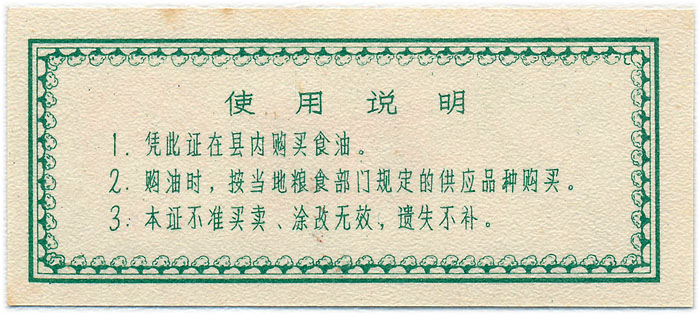 使用说明
1. 凭此证在县内购买食油。
2. 购油时，按当地粮食部门规定的供应品种购买。
3. 本证不准买卖、涂改无效，遗失不补。